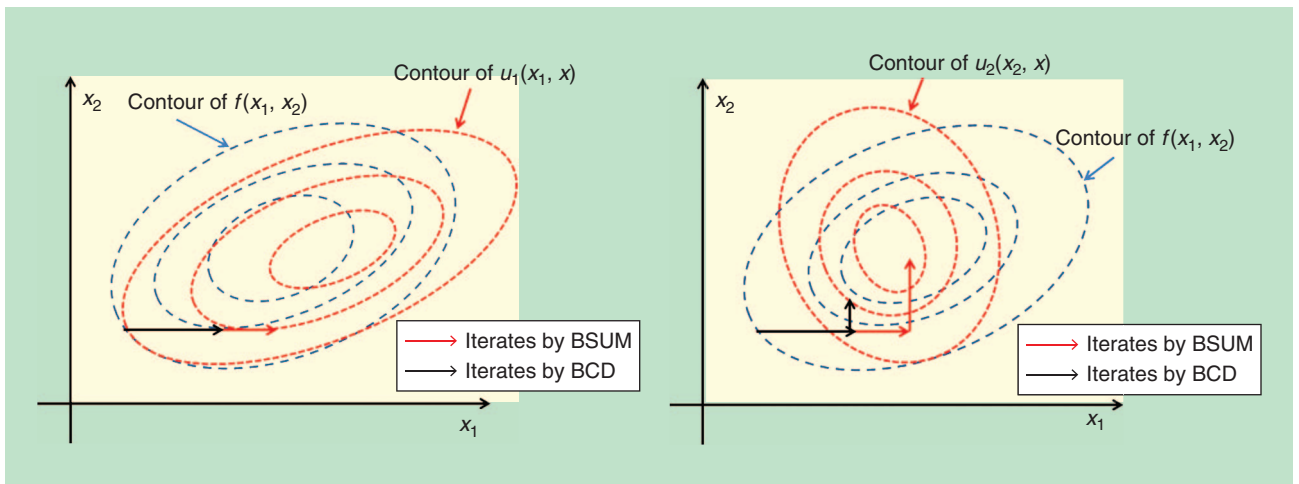 Contour of u1(x1, x)
x2
Contour of f(x1, x2)
Iterates by BSUM
Iterates by BCD
x1
Contour of u2(x2, x)
x2
Contour of f(x1, x2)
Iterates by BSUM
Iterates by BCD
x1